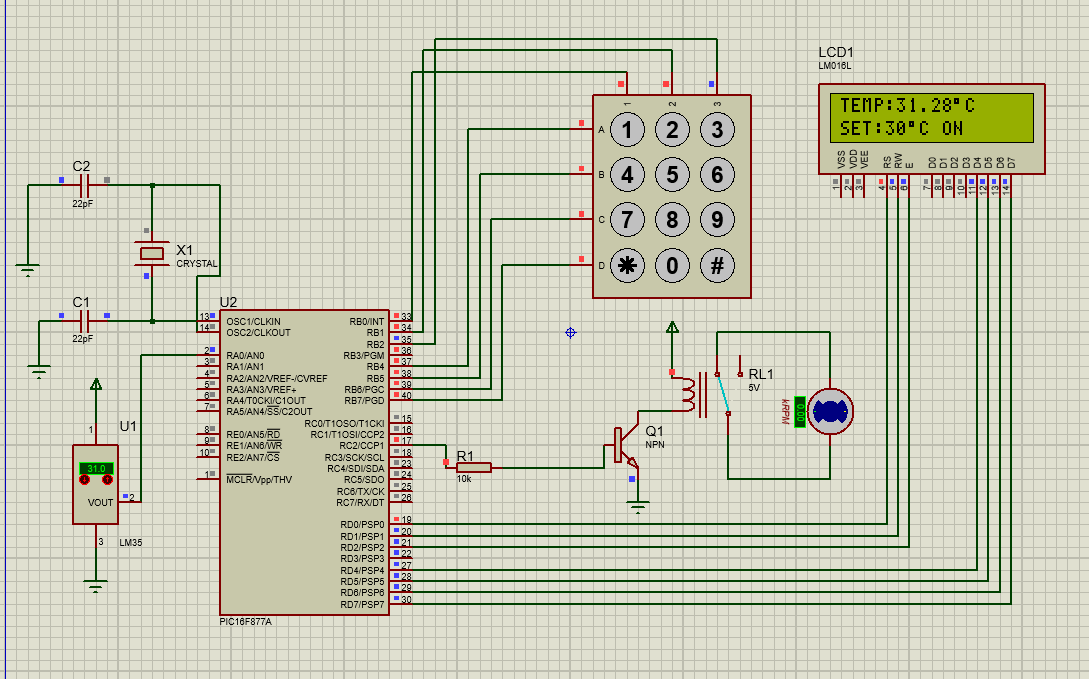 LCD1
LM016L
TEMP:31.28°C
SET:30°C ON
VSS VDD VEE RS RW E D0 D1 D2 D3 D4 D5 D6 D7
1 2 3 4 5 6 7 8 9 10 11 12 13 14
1 2 3
A 1 2 3
B 4 5 6
C 7 8 9
D * 0 #
C2
22pF
X1
CRYSTAL
C1
22pF
U2
13 OSC1/CLKIN
14 OSC2/CLKOUT
2 RA0/AN0
3 RA1/AN1
4 RA2/AN2/VREF-/CVREF
5 RA3/AN3/VREF+
6 RA4/T0CKI/C1OUT
7 RA5/AN4/SS/C2OUT
8 RE0/AN5/RD
9 RE1/AN6/WR
10 RE2/AN7/CS
1 MCLR/Vpp/THV
RB0/INT 33
RB1 34
RB2 35
RB3/PGM 36
RB4 37
RB5 38
RB6/PGC 39
RB7/PGD 40
RC0/T1OSO/T1CKI 15
RC1/T1OSI/CCP2 16
RC2/CCP1 17
RC3/SCK/SCL 18
RC4/SDI/SDA 23
RC5/SDO 24
RC6/TX/CK 25
RC7/RX/DT 26
RD0/PSP0 19
RD1/PSP1 20
RD2/PSP2 21
RD3/PSP3 22
RD4/PSP4 27
RD5/PSP5 28
RD6/PSP6 29
RD7/PSP7 30
PIC16F877A
U1
1
31.0
VOUT 2
3
LM35
R1
10k
Q1
NPN
RL1
5V
kRPM